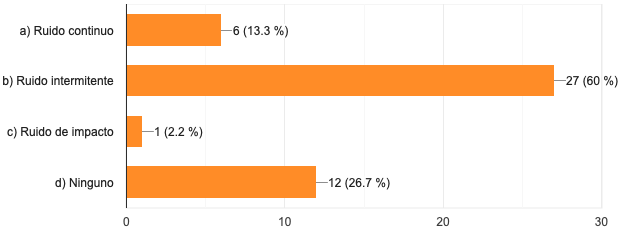 a) Ruido continuo
6 (13.3 %)
b) Ruido intermitente
27 (60 %)
c) Ruido de impacto
1 (2.2 %)
d) Ninguno
12 (26.7 %)
0
10
20
30